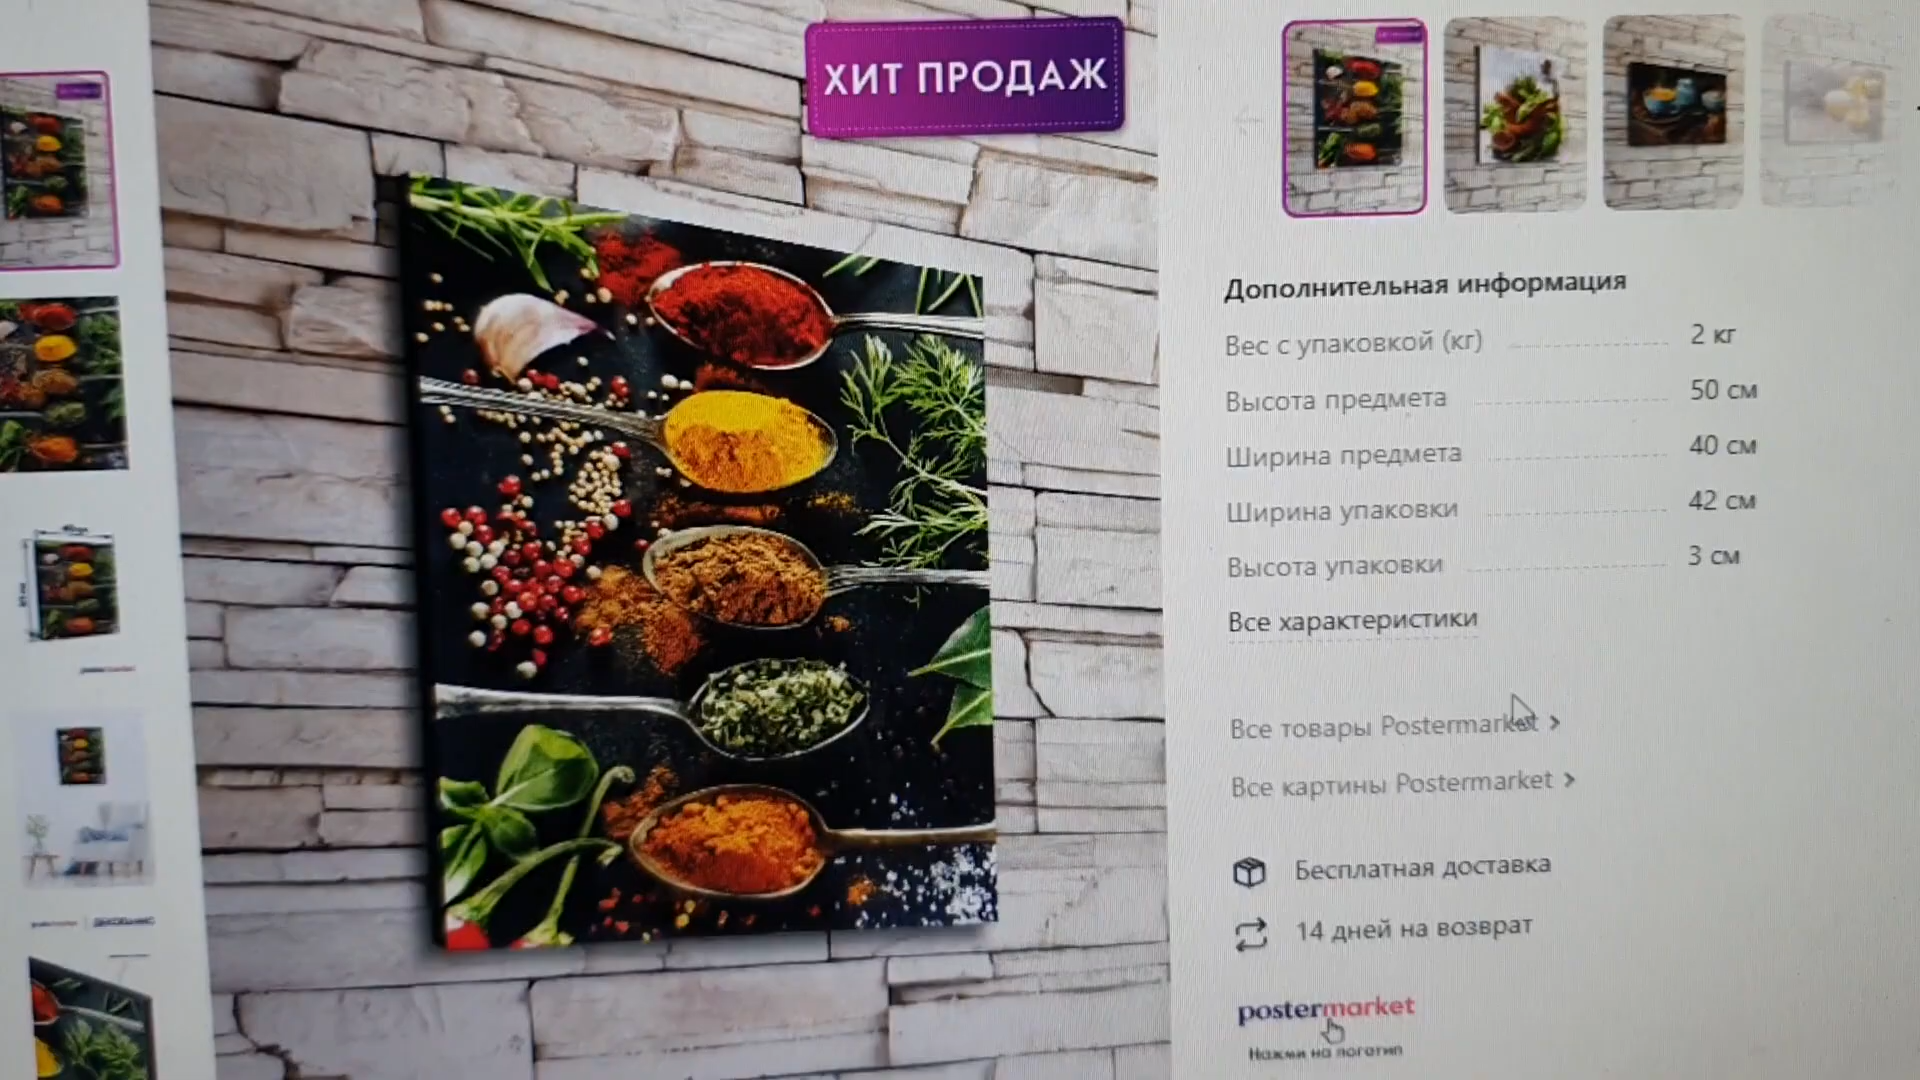 ХИТ ПРОДАЖ
Дополнительная информация
Вес с упаковкой (кг) 2 кг
Высота предмета 50 см
Ширина предмета 40 см
Ширина упаковки 42 см
Высота упаковки 3 см
Все характеристики
Все товары Postermarket >
Все картины Postermarket >
Бесплатная доставка
14 дней на возврат
postermarket
Нажми на логотип